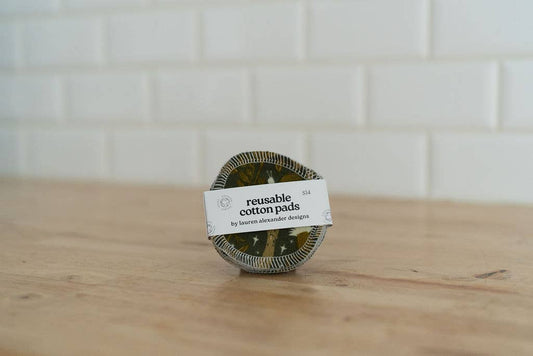 reusable
cotton pads
by lauren alexander designs
$14